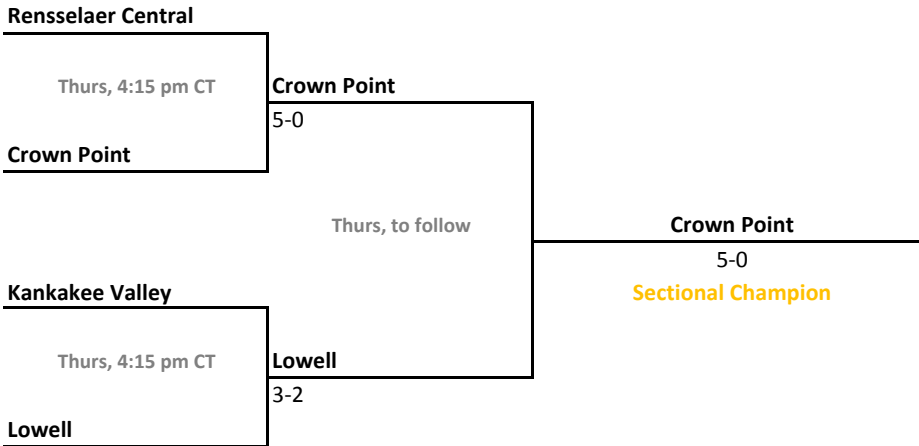 Rensselaer Central
Thurs, 4:15 pm CT
Crown Point
5-0
Crown Point
Thurs, to follow
Crown Point
5-0
Sectional Champion
Kankakee Valley
Thurs, 4:15 pm CT
Lowell
3-2
Lowell